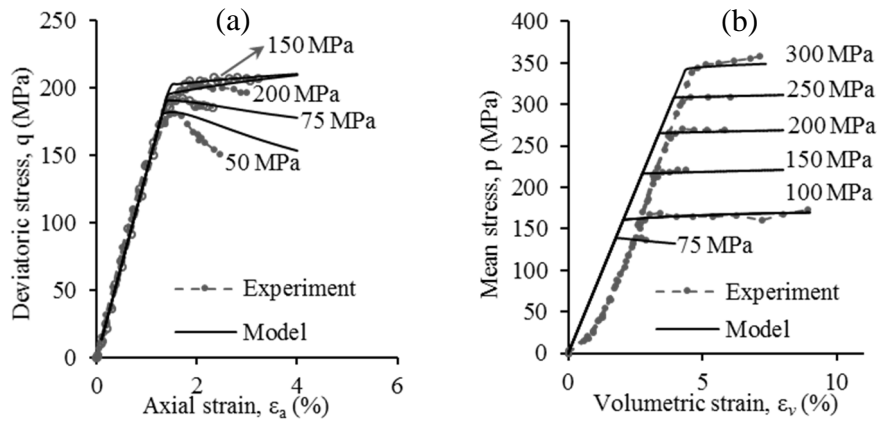 (a)
250
200
150
100
50
0
0
2
4
6
Deviatoric stress, q (MPa)
Axial strain, εa (%)
150 MPa
200 MPa
75 MPa
50 MPa
Experiment
Model
(b)
400
350
300
250
200
150
100
50
0
0
5
10
Mean stress, p (MPa)
Volumetric strain, εv (%)
300 MPa
250 MPa
200 MPa
150 MPa
100 MPa
75 MPa
Experiment
Model